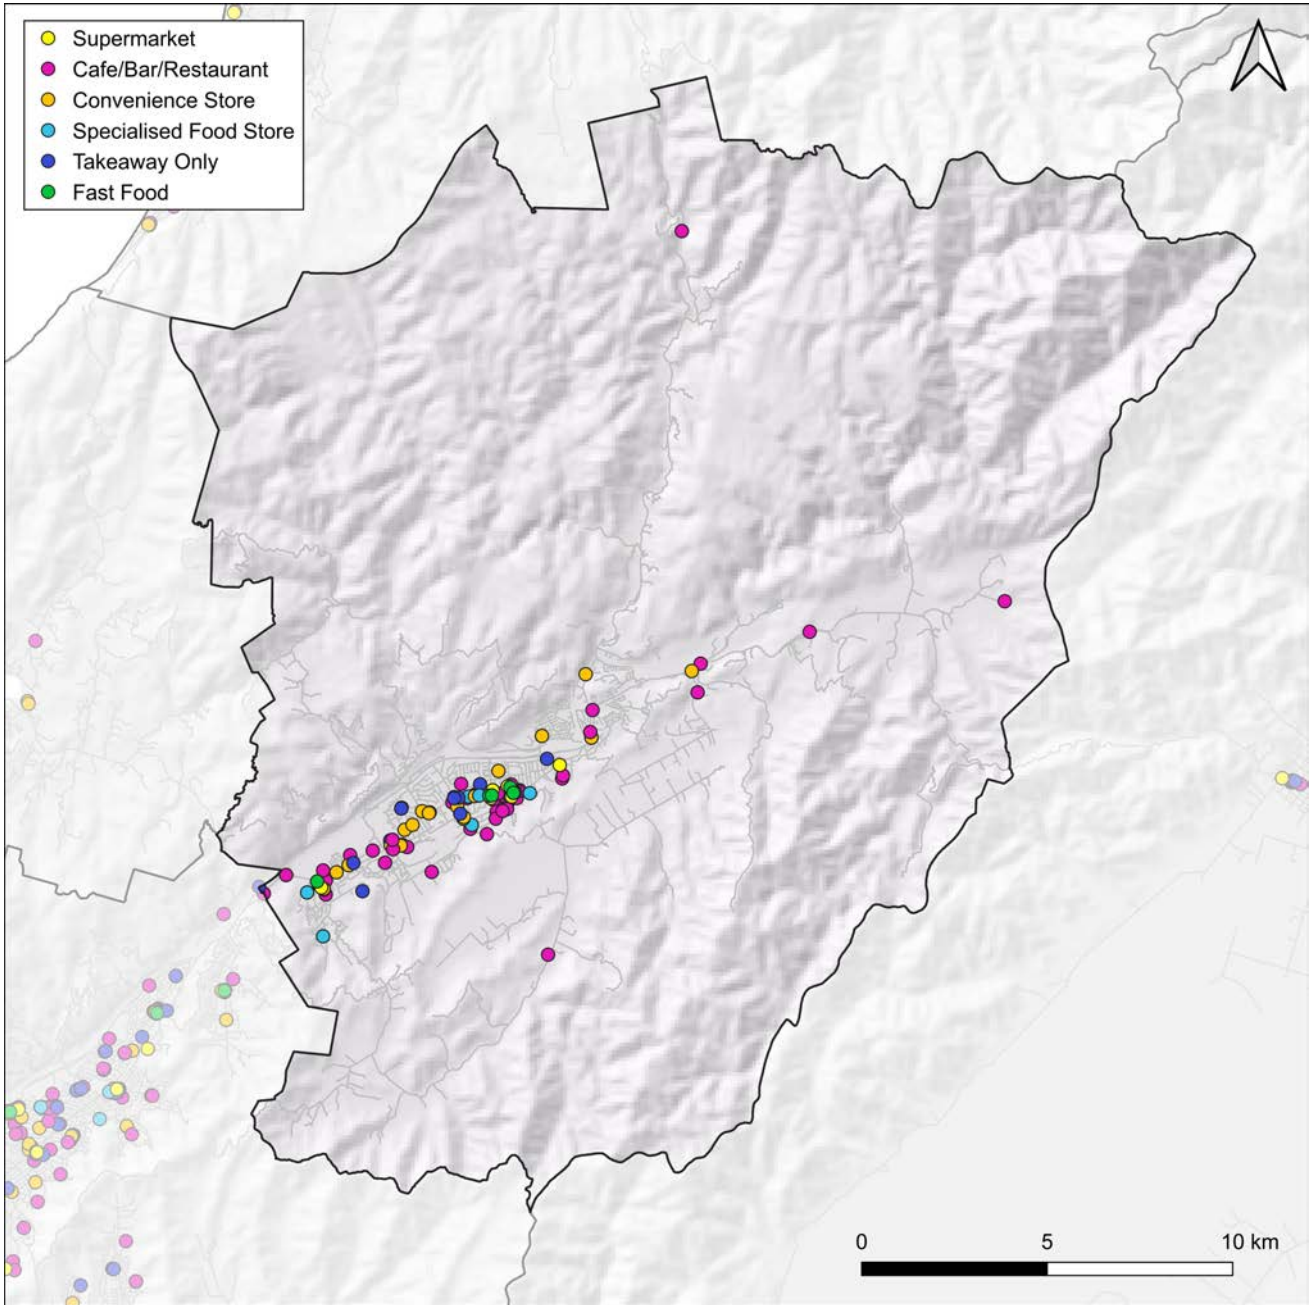 Supermarket
Cafe/Bar/Restaurant
Convenience Store
Specialised Food Store
Takeaway Only
Fast Food
0 5 10 km